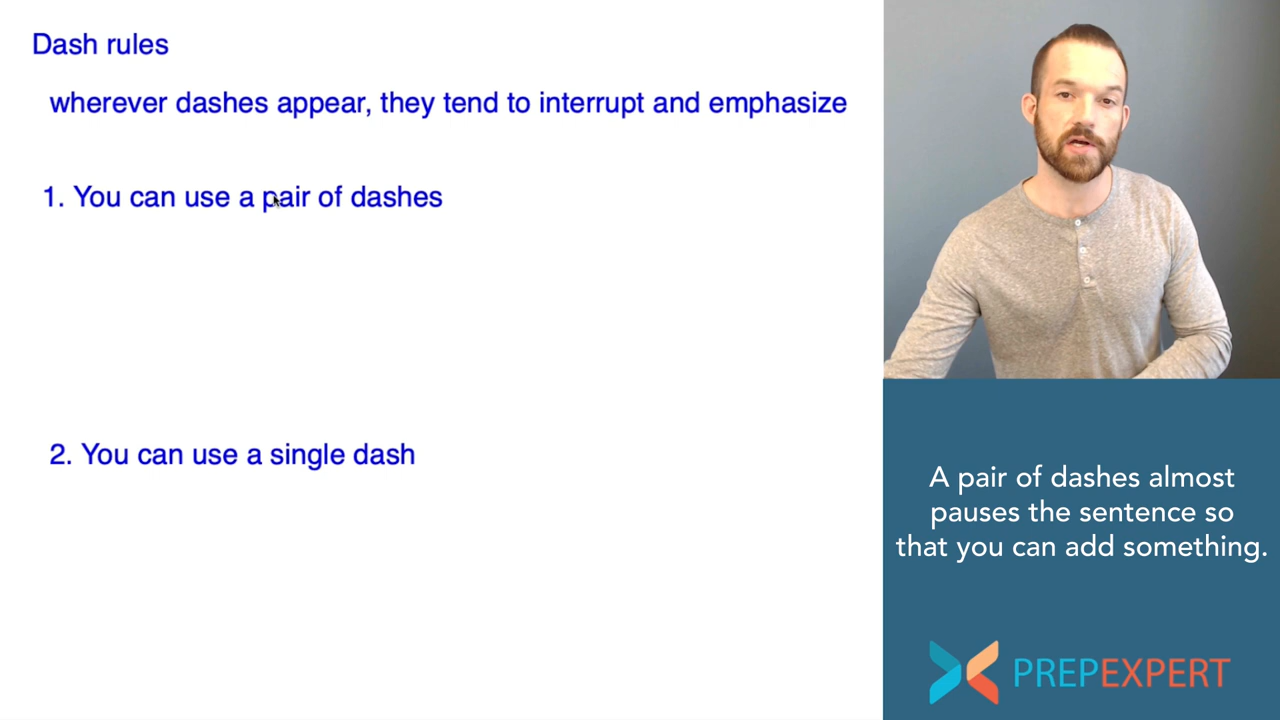 Dash rules
wherever dashes appear, they tend to interrupt and emphasize
1. You can use a pair of dashes
2. You can use a single dash
A pair of dashes almost
pauses the sentence so
that you can add something.
PREPEXPERT